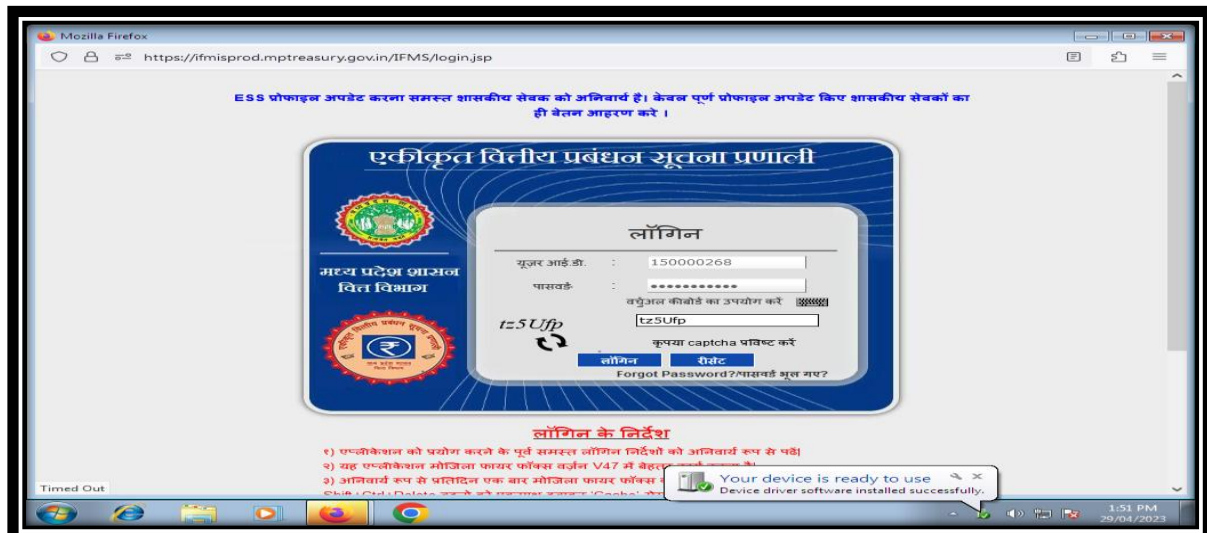 Mozilla Firefox
https://ifmisprod.mptreasury.gov.in/IFMS/login.jsp
ESS प्रोफाइल अपडेट करना समस्त शासकीय सेवक को अनिवार्य है। केवल पूर्ण प्रोफाइल अपडेट किए शासकीय सेवकों का
ही वेतन आहरण करे ।
एकीकृत वित्तीय प्रबंधन सूचना प्रणाली
लॉगिन
मध्य प्रदेश शासन
वित्त विभाग
यूज़र आई.डी. : 150000268
पासवर्ड :
वर्चुअल कीबोर्ड का उपयोग करें
tz5Ufp
tz5Ufp
कृपया captcha प्रविष्ट करें
लॉगिन रीसेट
Forgot Password?/पासवर्ड भूल गए?
लॉगिन के निर्देश
१) एप्लीकेशन को प्रयोग करने के पूर्व समस्त लॉगिन निर्देशों को अनिवार्य रूप से पढें|
२) यह एप्लीकेशन मोजिला फायर फॉक्स वर्ज़न V47 में बेहतर
३) अनिवार्य रूप से प्रतिदिन एक बार मोजिला फायर फॉक्स
Timed Out
Your device is ready to use
Device driver software installed successfully.
1:51 PM
29/04/2023